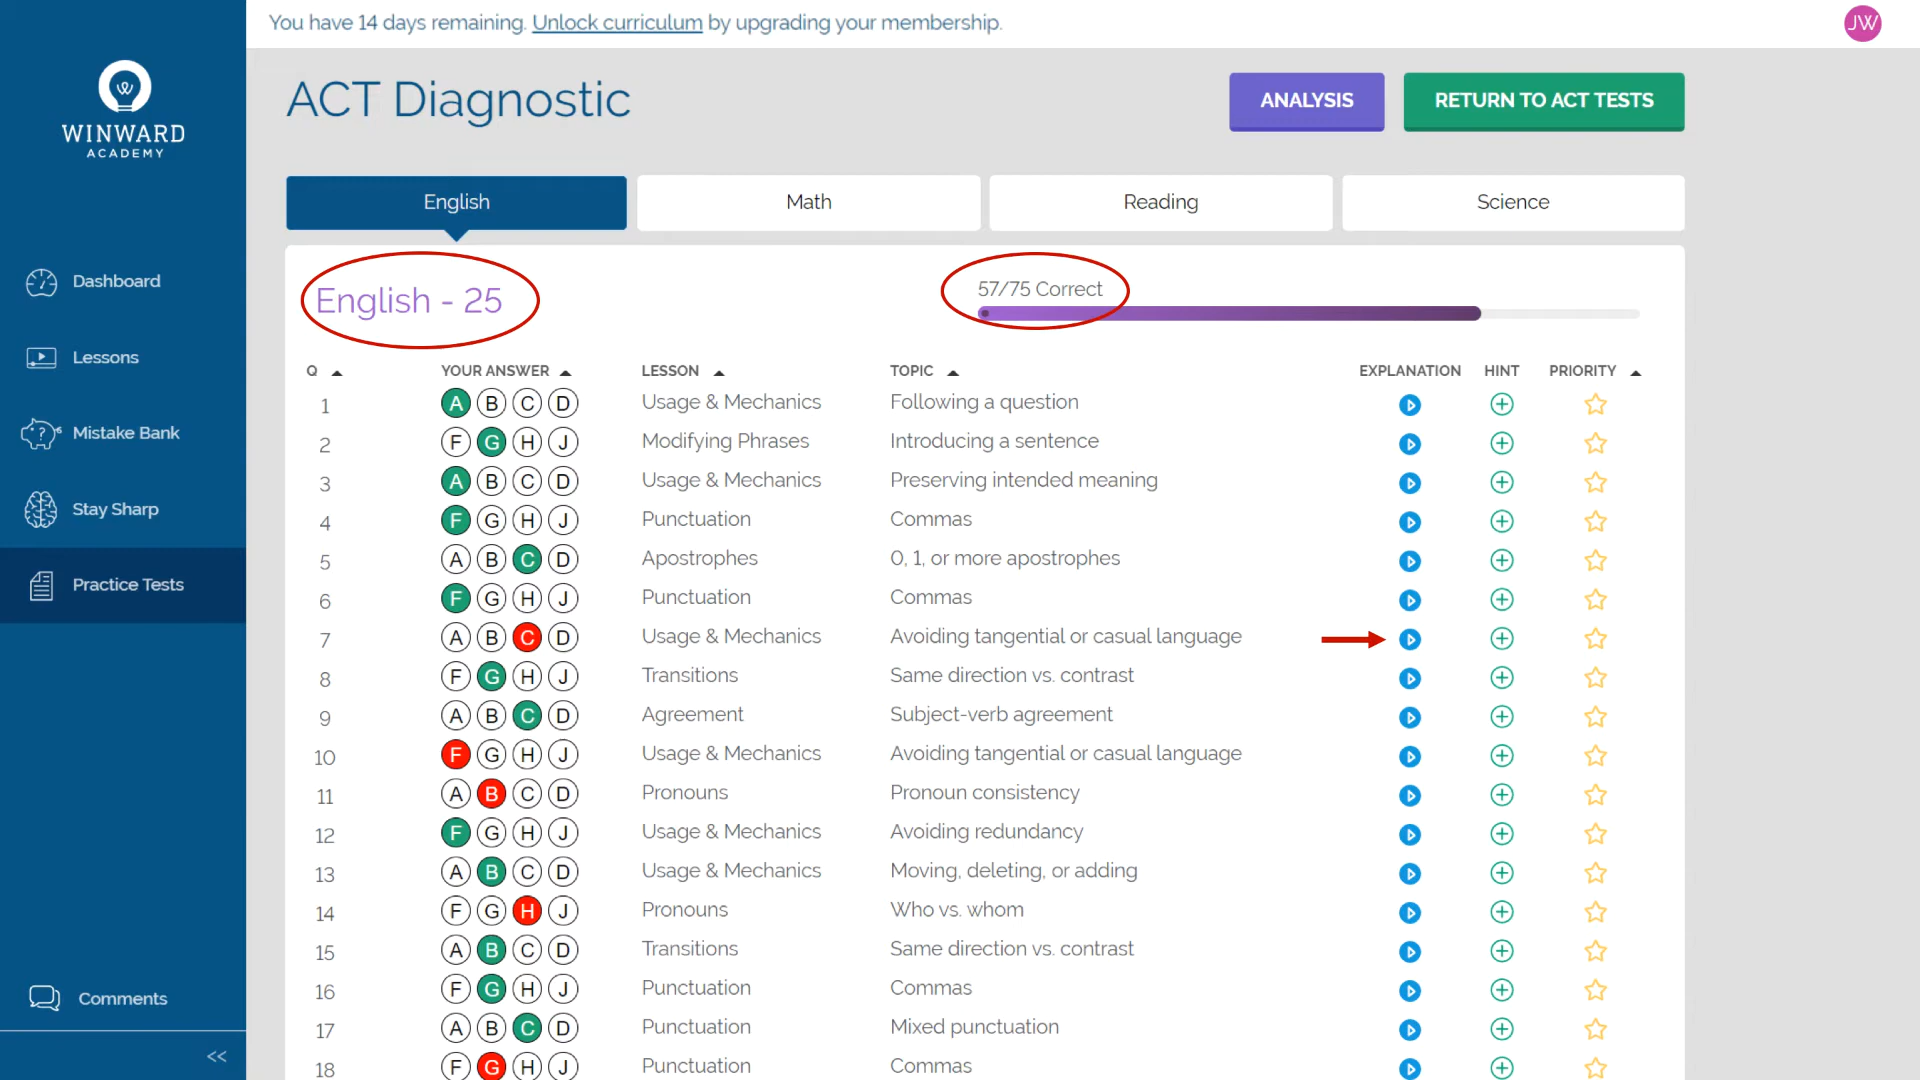 You have 14 days remaining. Unlock curriculum by upgrading your membership.
JW
WINWARD
ACADEMY
ACT Diagnostic
ANALYSIS
RETURN TO ACT TESTS
English
Math
Reading
Science
Dashboard
Lessons
Mistake Bank
Stay Sharp
Practice Tests
Comments
<<
English - 25
57/75 Correct
Q YOUR ANSWER LESSON TOPIC EXPLANATION HINT PRIORITY
1 A B C D Usage & Mechanics Following a question
2 F G H J Modifying Phrases Introducing a sentence
3 A B C D Usage & Mechanics Preserving intended meaning
4 F G H J Punctuation Commas
5 A B C D Apostrophes 0, 1, or more apostrophes
6 F G H J Punctuation Commas
7 A B C D Usage & Mechanics Avoiding tangential or casual language
8 F G H J Transitions Same direction vs. contrast
9 A B C D Agreement Subject-verb agreement
10 F G H J Usage & Mechanics Avoiding tangential or casual language
11 A B C D Pronouns Pronoun consistency
12 F G H J Usage & Mechanics Avoiding redundancy
13 A B C D Usage & Mechanics Moving, deleting, or adding
14 F G H J Pronouns Who vs. whom
15 A B C D Transitions Same direction vs. contrast
16 F G H J Punctuation Commas
17 A B C D Punctuation Mixed punctuation
18 F G H J Punctuation Commas